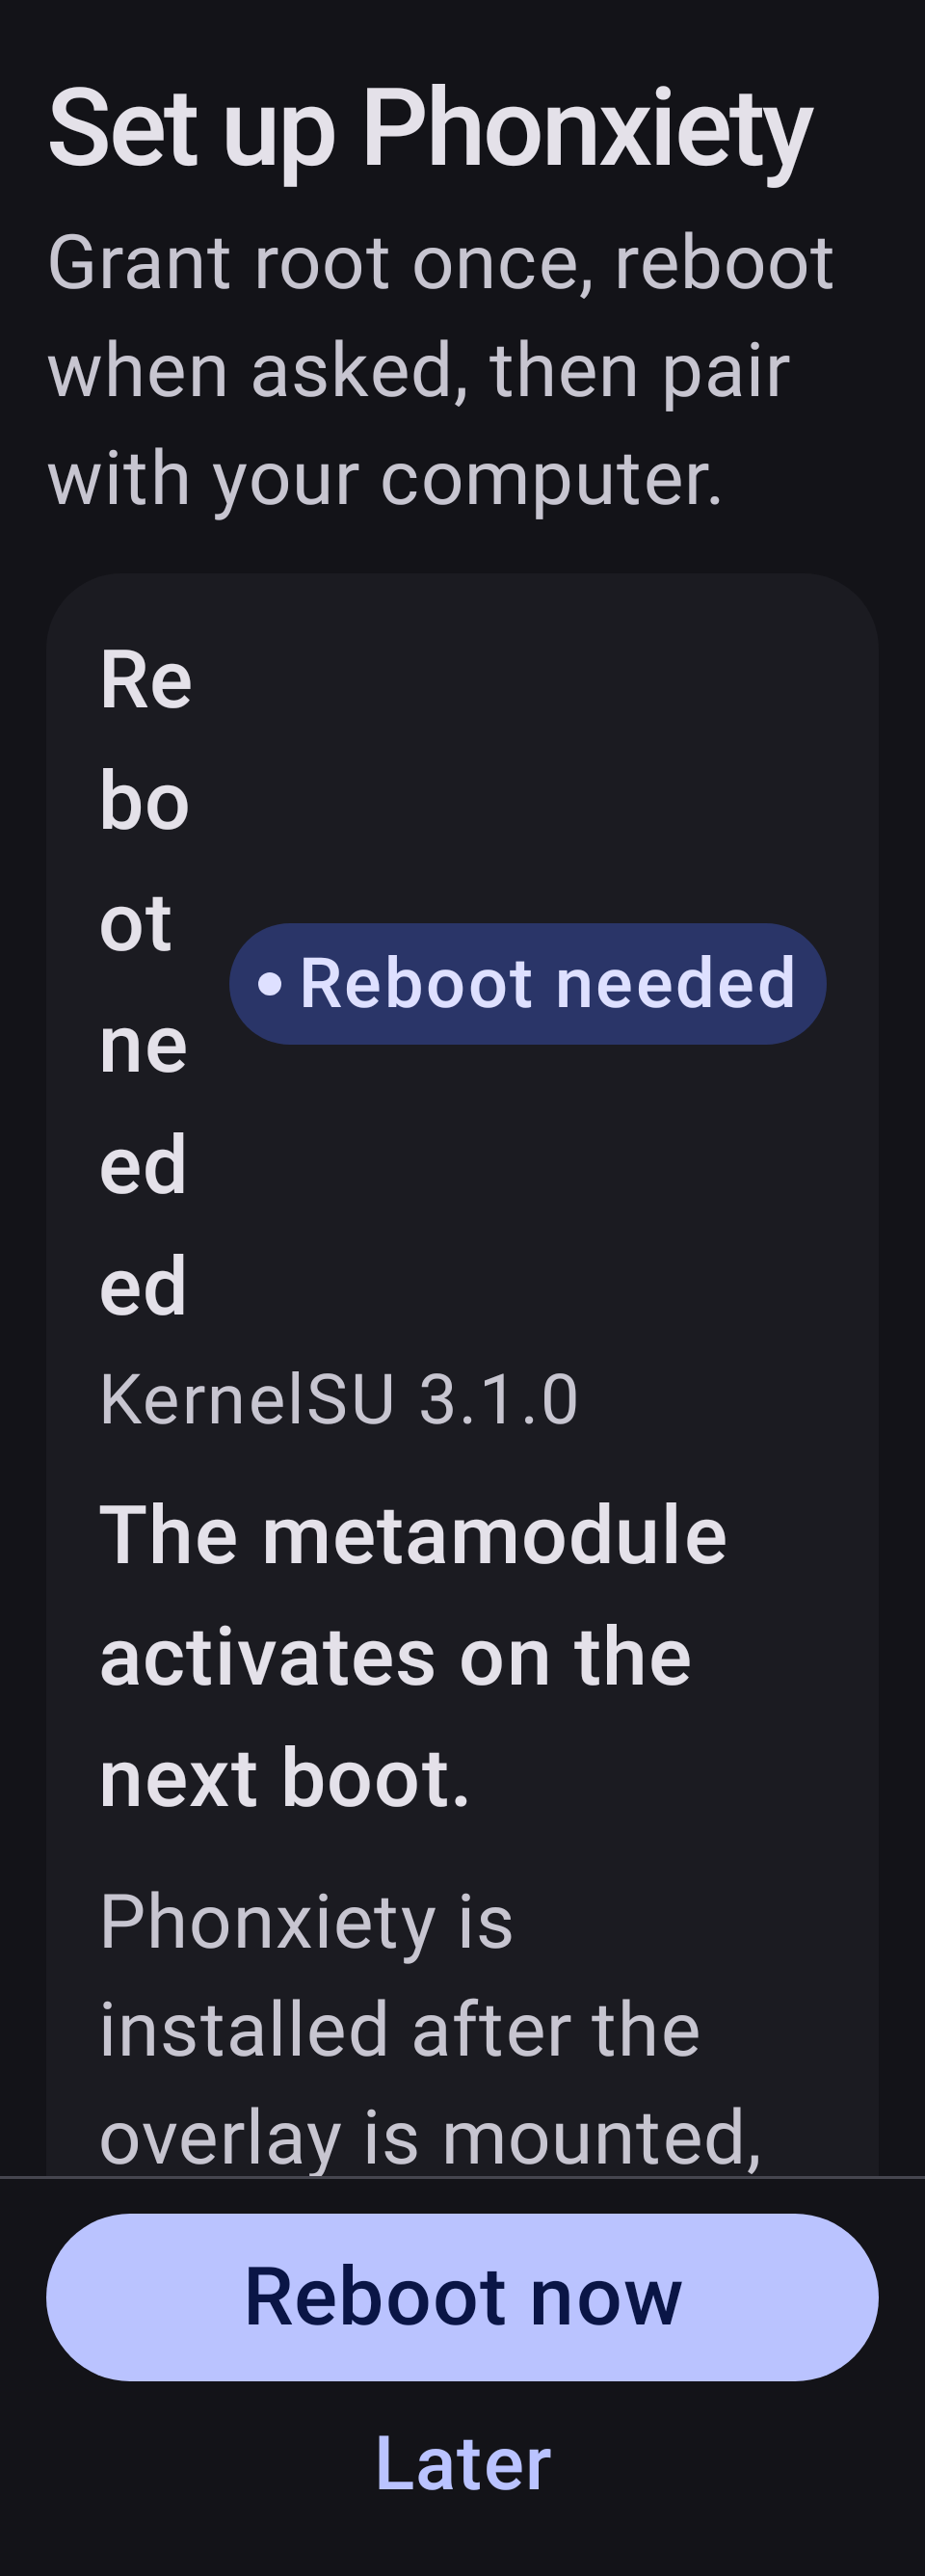 Set up Phonxiety
Grant root once, reboot
when asked, then pair
with your computer.
Re
bo
ot
ne
ed
ed
• Reboot needed
KernelSU 3.1.0
The metamodule
activates on the
next boot.
Phonxiety is
installed after the
overlay is mounted,
Reboot now
Later